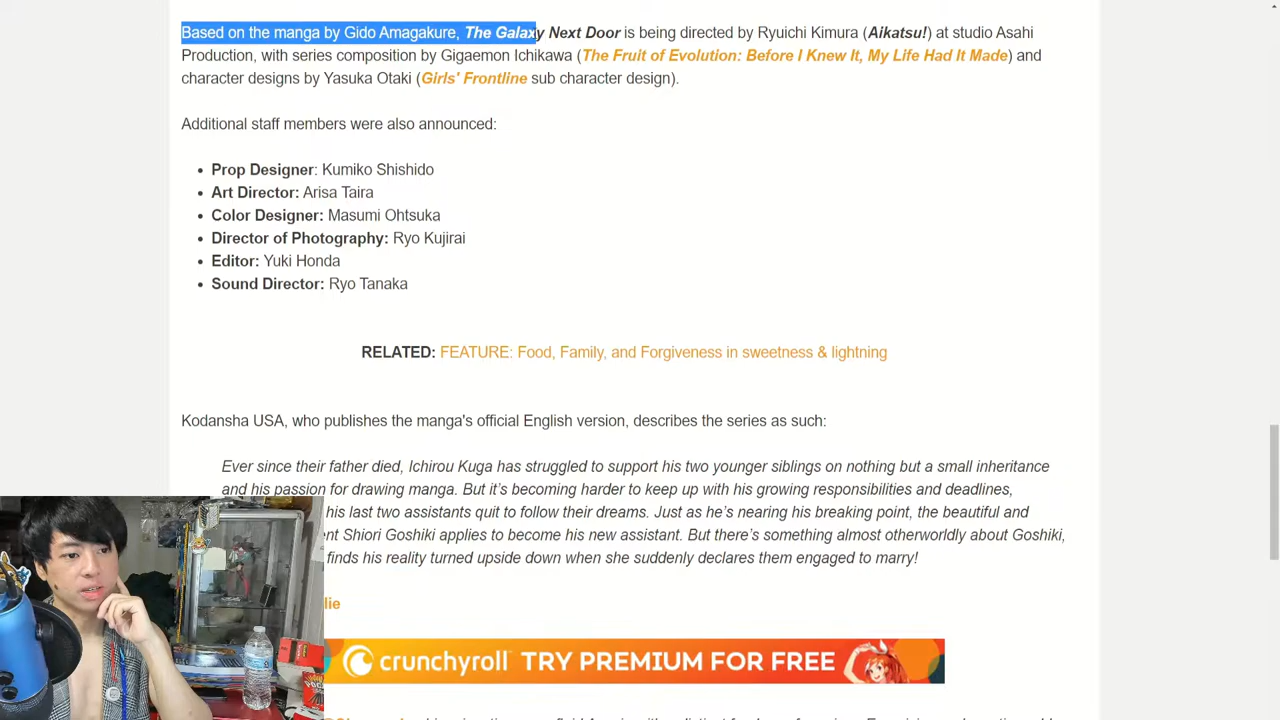 Based on the manga by Gido Amagakure, The Galaxy Next Door is being directed by Ryuichi Kimura (Aikatsu!) at studio Asahi
Production, with series composition by Gigaemon Ichikawa (The Fruit of Evolution: Before I Knew It, My Life Had It Made) and
character designs by Yasuka Otaki (Girls' Frontline sub character design).
Additional staff members were also announced:
• Prop Designer: Kumiko Shishido
• Art Director: Arisa Taira
• Color Designer: Masumi Ohtsuka
• Director of Photography: Ryo Kujirai
• Editor: Yuki Honda
• Sound Director: Ryo Tanaka
RELATED: FEATURE: Food, Family, and Forgiveness in sweetness & lightning
Kodansha USA, who publishes the manga's official English version, describes the series as such:
Ever since their father died, Ichirou Kuga has struggled to support his two younger siblings on nothing but a small inheritance
and his passion for drawing manga. But it's becoming harder to keep up with his growing responsibilities and deadlines,
his last two assistants quit to follow their dreams. Just as he's nearing his breaking point, the beautiful and
nt Shiori Goshiki applies to become his new assistant. But there's something almost otherworldly about Goshiki,
finds his reality turned upside down when she suddenly declares them engaged to marry!
lie
crunchyroll TRY PREMIUM FOR FREE